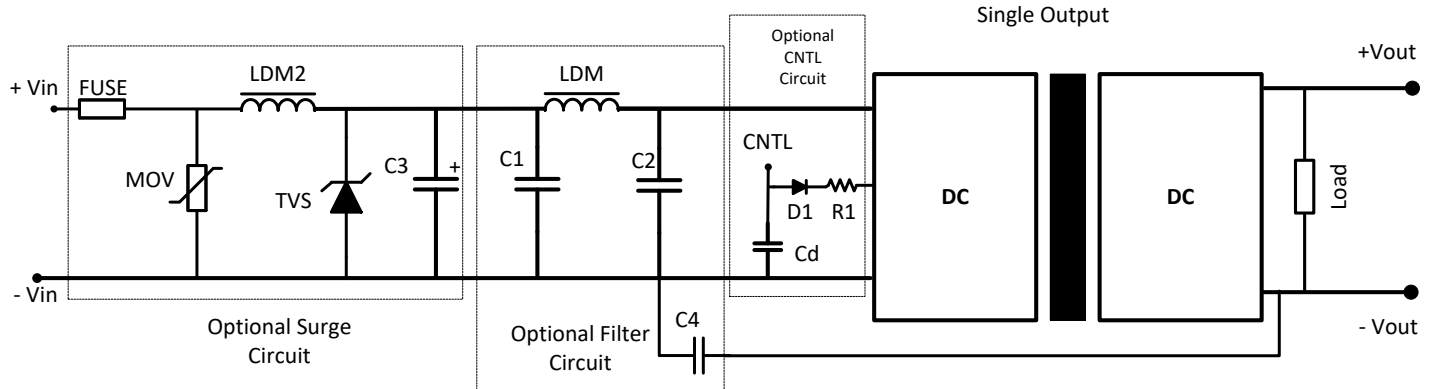 Single Output
Optional
CNTL
Circuit
+Vout
+ Vin
FUSE
LDM2
LDM
MOV
TVS
C3
+
C1
C2
CNTL
D1
R1
Cd
DC
DC
Load
- Vin
- Vout
Optional Surge
Circuit
Optional Filter
Circuit
C4